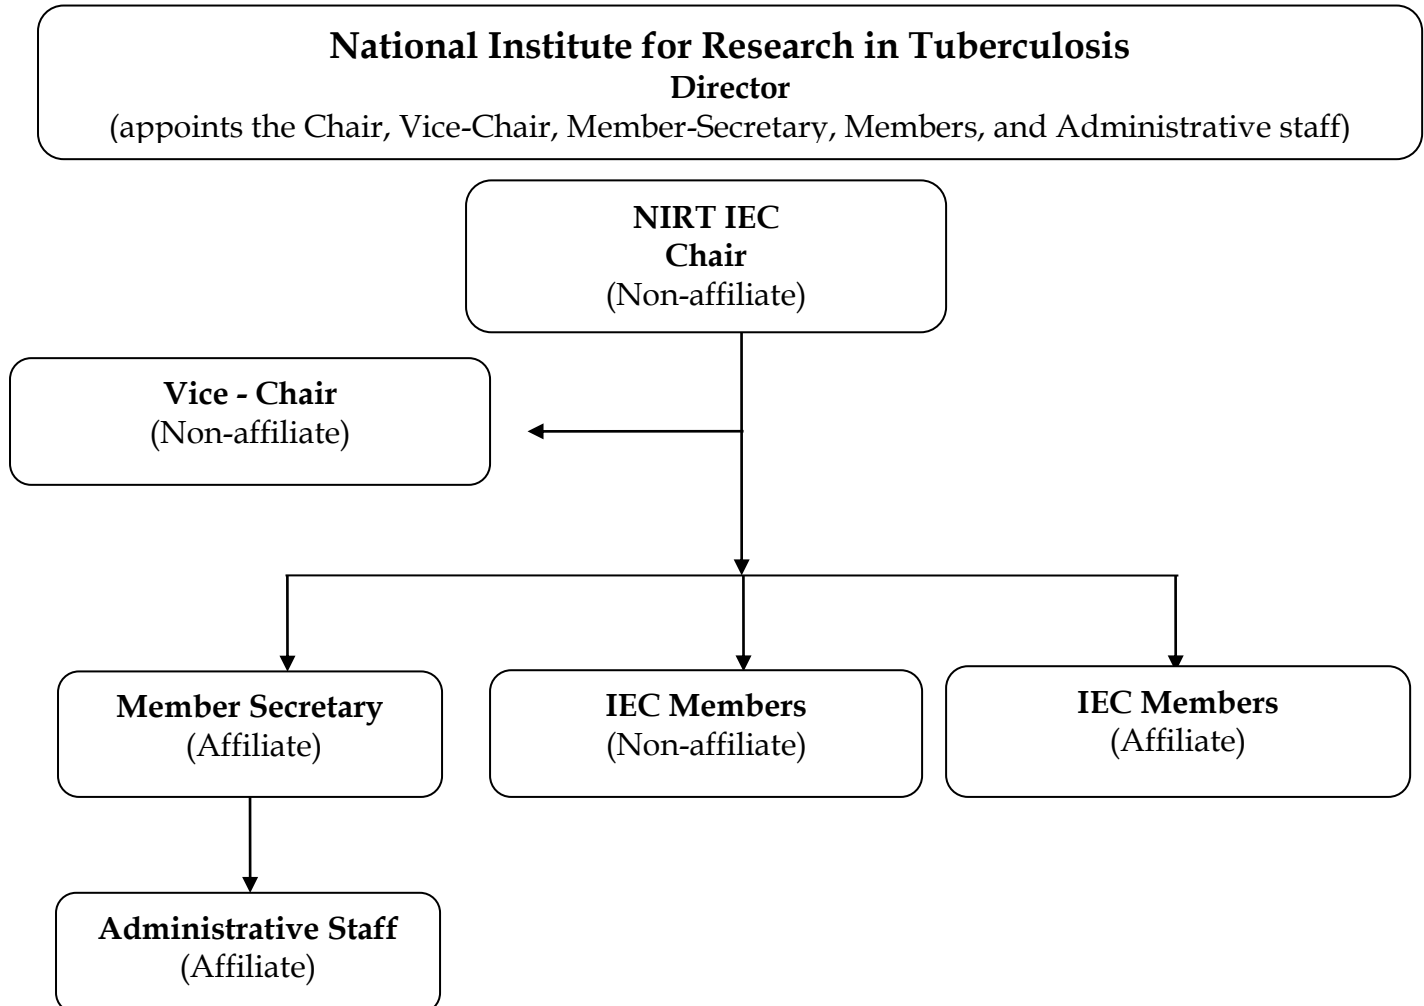 National Institute for Research in Tuberculosis
Director
(appoints the Chair, Vice-Chair, Member-Secretary, Members, and Administrative staff)
NIRT IEC
Chair
(Non-affiliate)
Vice - Chair
(Non-affiliate)
Member Secretary
(Affiliate)
IEC Members
(Non-affiliate)
IEC Members
(Affiliate)
Administrative Staff
(Affiliate)